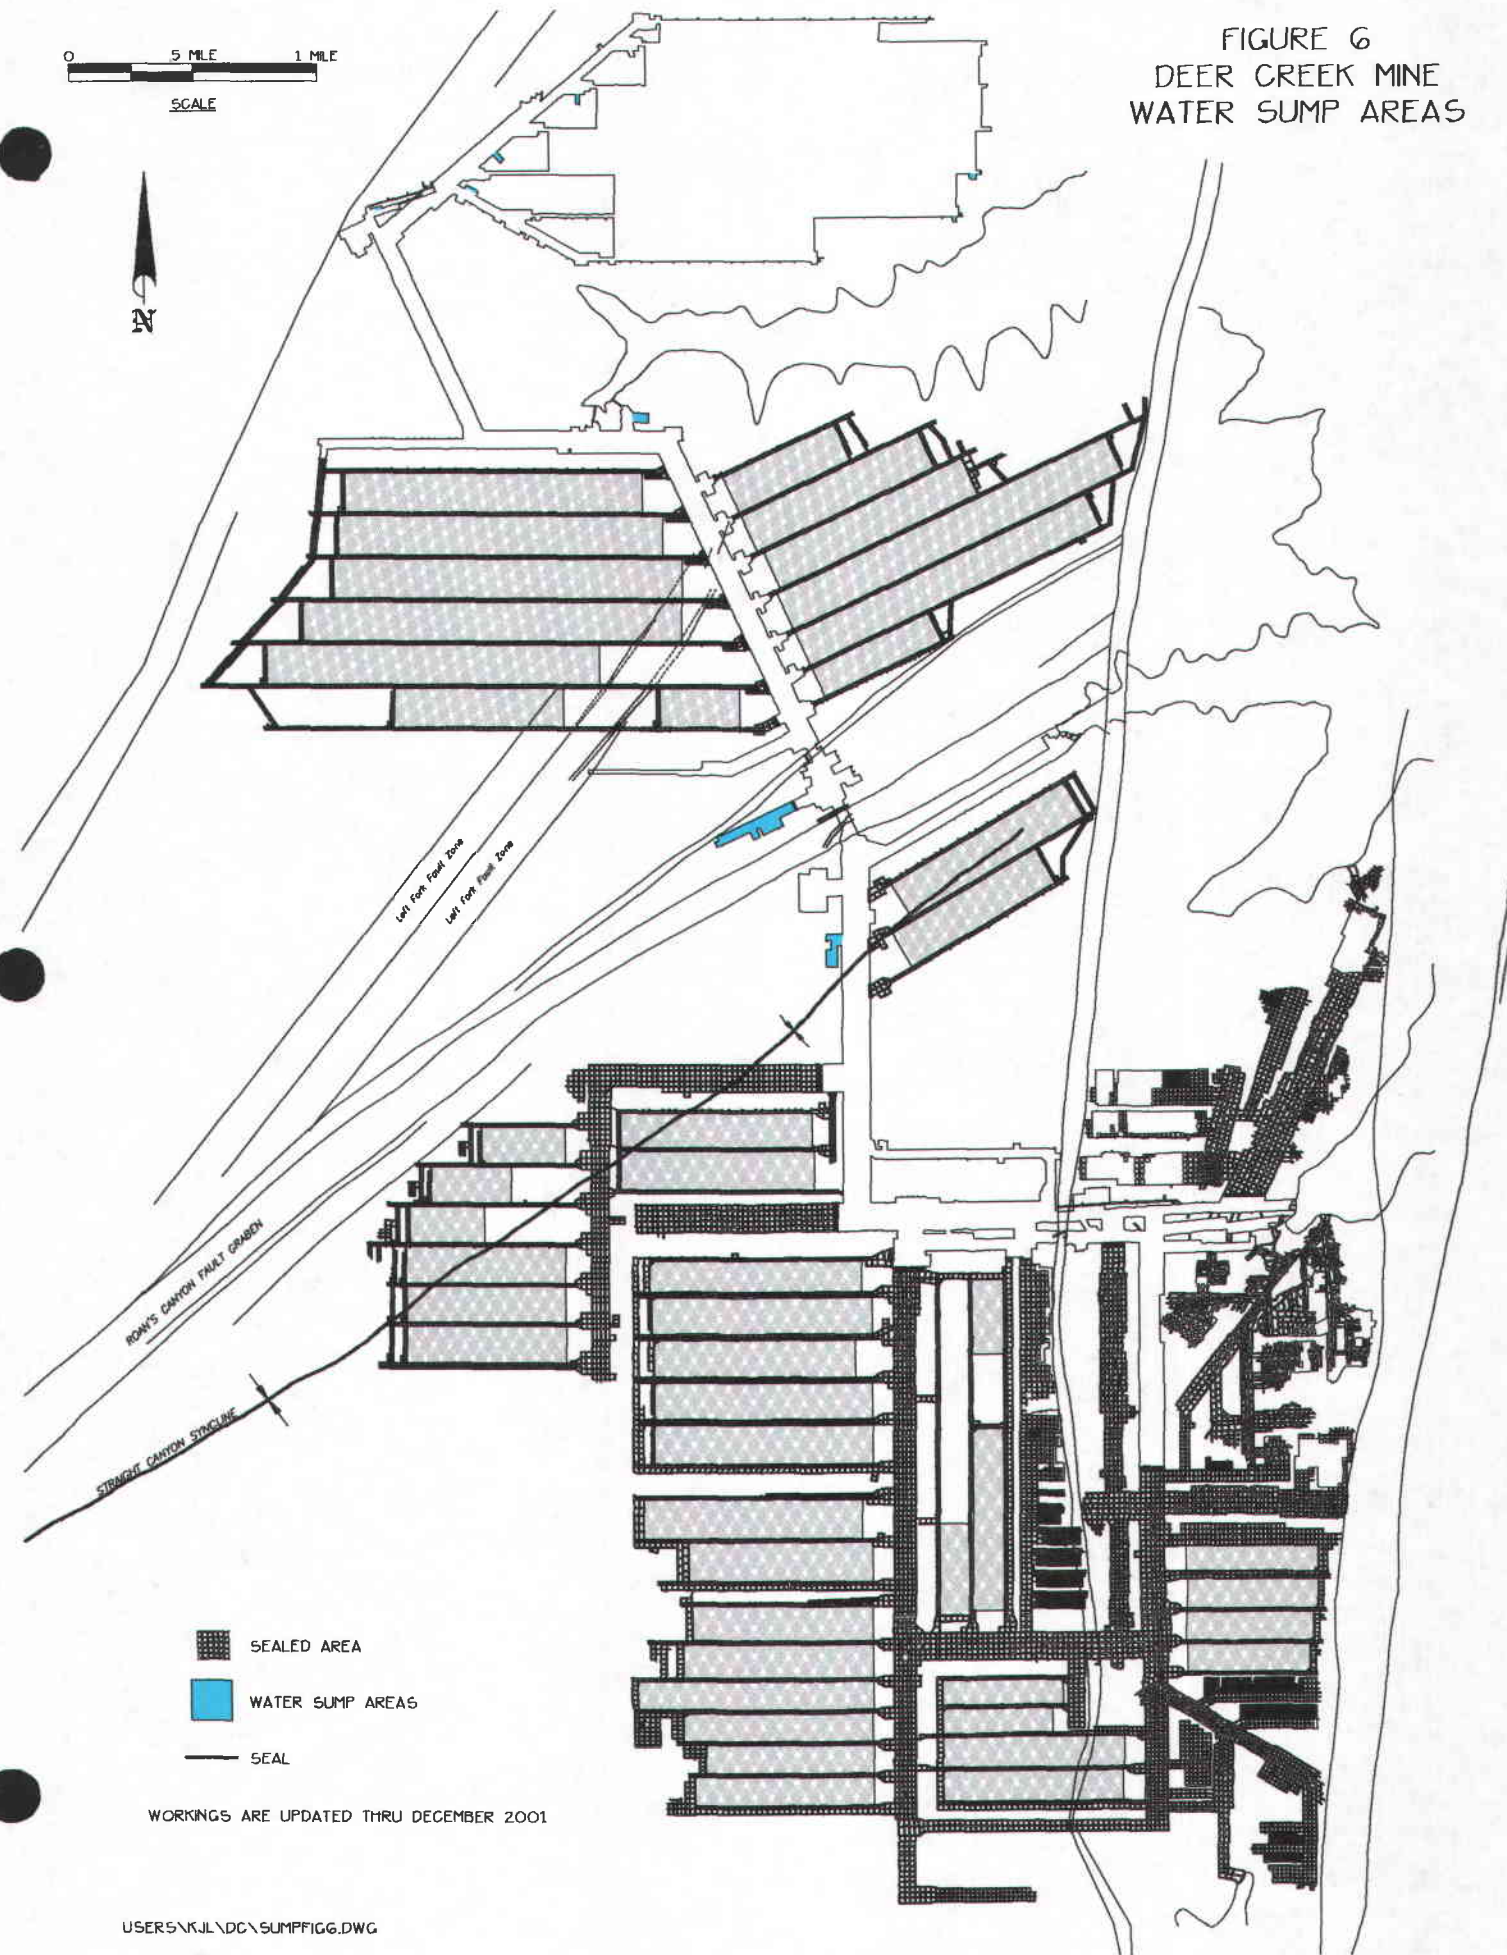 FIGURE 6
DEER CREEK MINE
WATER SUMP AREAS
0 5 MILE 1 MILE
SCALE
N
Left Fork Fault Zone
Left Fork Fault Zone
ROAN'S CANYON FAULT GRABEN
STRAIGHT CANYON SYNCLINE
SEALED AREA
WATER SUMP AREAS
SEAL
WORKINGS ARE UPDATED THRU DECEMBER 2001
USERS\KJL\DC\SUMPFIG6.DWG